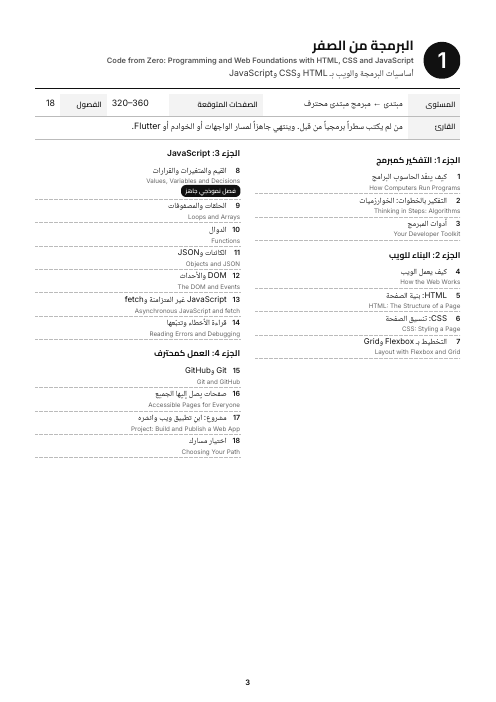 1
البرمجة من الصفر
Code from Zero: Programming and Web Foundations with HTML, CSS and JavaScript
أساسيات البرمجة والويب بـ HTML وCSS وJavaScript
المستوى
مبتدئ ← مبرمج مبتدئ محترف
الصفحات المتوقعة
320–360
الفصول
18
القارئ
من لم يكتب سطراً برمجياً من قبل، وينتهي جاهزاً لمسار الواجهات أو الخوادم أو Flutter.
الجزء 1: التفكير كمبرمج
1 كيف ينفّذ الحاسوب البرامج
How Computers Run Programs
2 التفكير بالخطوات: الخوارزميات
Thinking in Steps: Algorithms
3 أدوات المبرمج
Your Developer Toolkit
الجزء 2: البناء للويب
4 كيف يعمل الويب
How the Web Works
5 HTML: بنية الصفحة
HTML: The Structure of a Page
6 CSS: تنسيق الصفحة
CSS: Styling a Page
7 التخطيط بـ Flexbox وGrid
Layout with Flexbox and Grid
الجزء 3: JavaScript
8 القيم والمتغيرات والقرارات
Values, Variables and Decisions
فصل نموذجي جاهز
9 الحلقات والمصفوفات
Loops and Arrays
10 الدوال
Functions
11 الكائنات وJSON
Objects and JSON
12 DOM والأحداث
The DOM and Events
13 JavaScript غير المتزامنة وfetch
Asynchronous JavaScript and fetch
14 قراءة الأخطاء وتتبّعها
Reading Errors and Debugging
الجزء 4: العمل كمحترف
15 Git وGitHub
Git and GitHub
16 صفحات يصل إليها الجميع
Accessible Pages for Everyone
17 مشروع: ابنِ تطبيق ويب وانشره
Project: Build and Publish a Web App
18 اختيار مسارك
Choosing Your Path
3